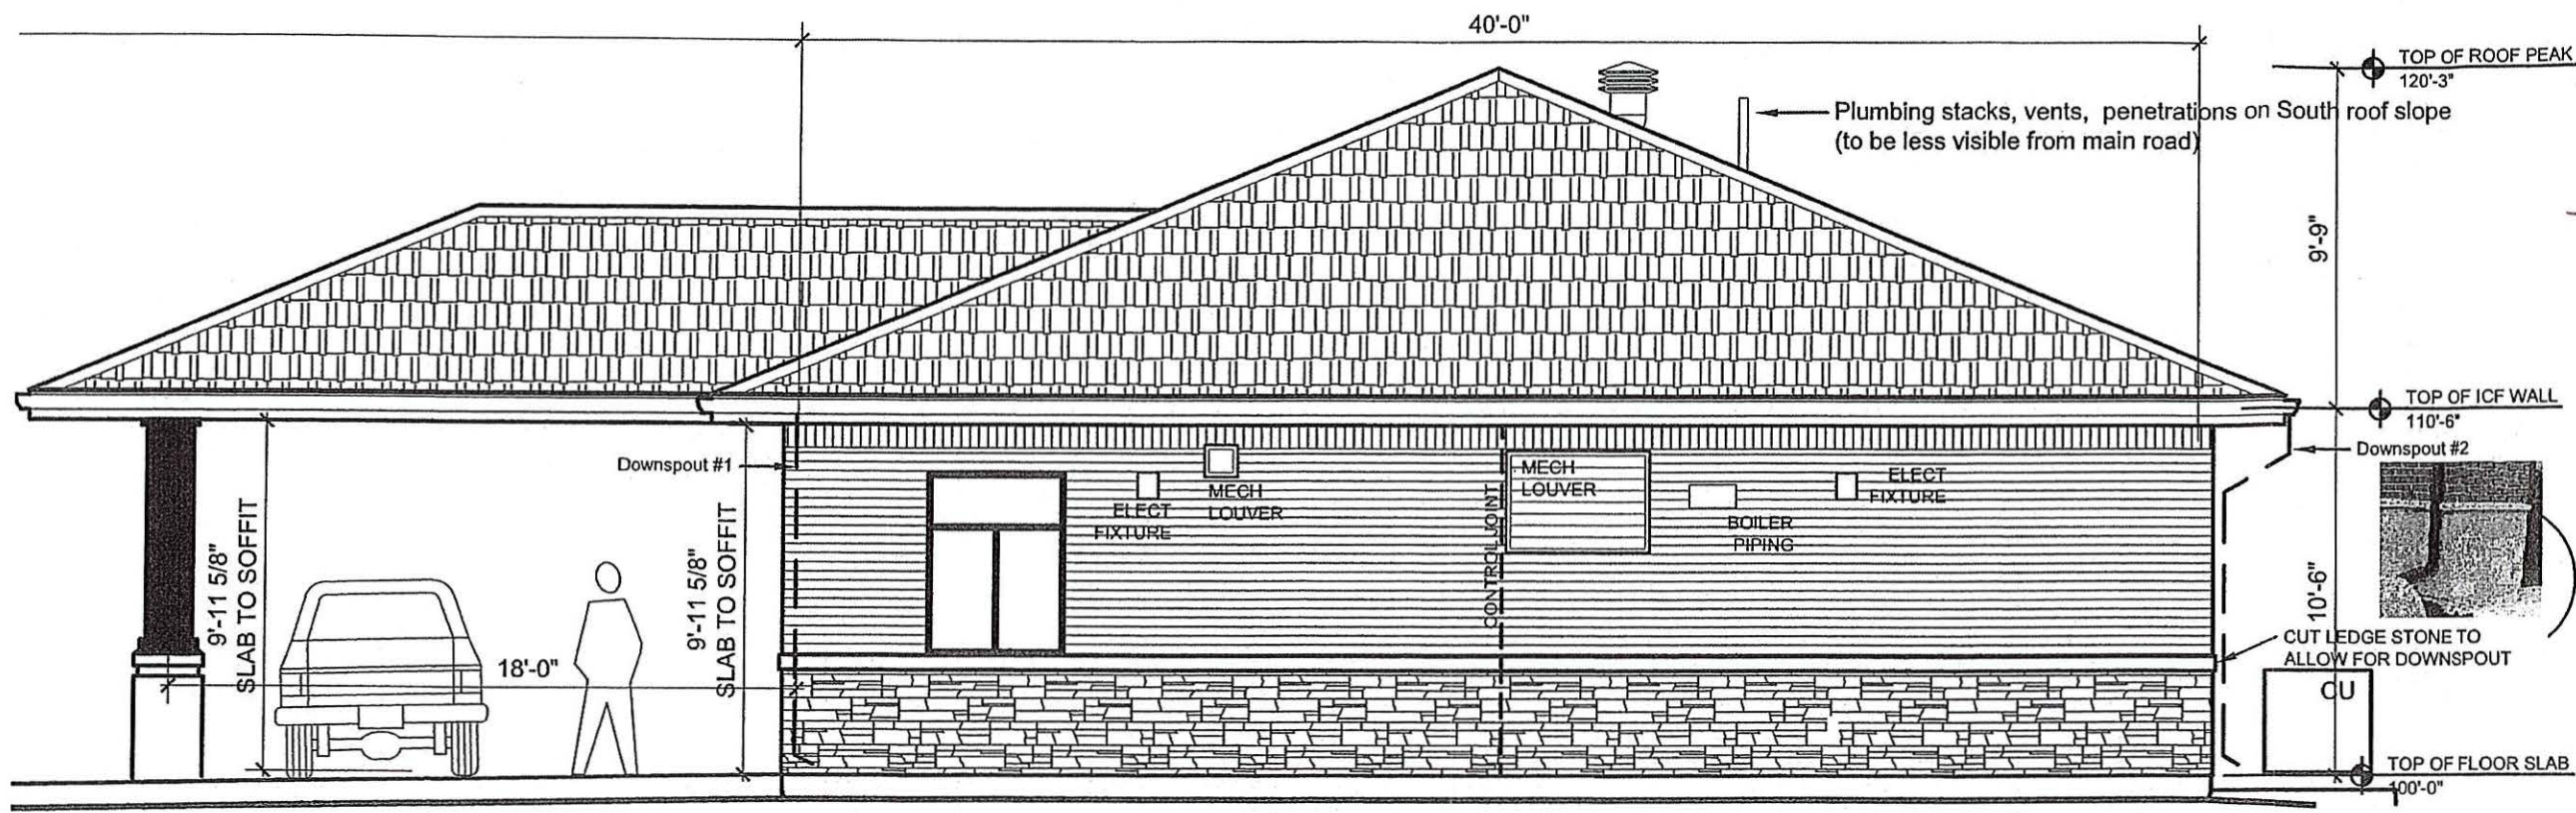 40'-0"
TOP OF ROOF PEAK
120'-3"
Plumbing stacks, vents, penetrations on South roof slope
(to be less visible from main road)
9'-9"
TOP OF ICF WALL
110'-6"
Downspout #1
Downspout #2
MECH
LOUVER
ELECT
FIXTURE
MECH
LOUVER
ELECT
FIXTURE
BOILER
PIPING
CONTROL JOINT
9'-11 5/8"
SLAB TO SOFFIT
9'-11 5/8"
SLAB TO SOFFIT
18'-0"
10'-6"
CUT LEDGE STONE TO
ALLOW FOR DOWNSPOUT
CU
TOP OF FLOOR SLAB
100'-0"